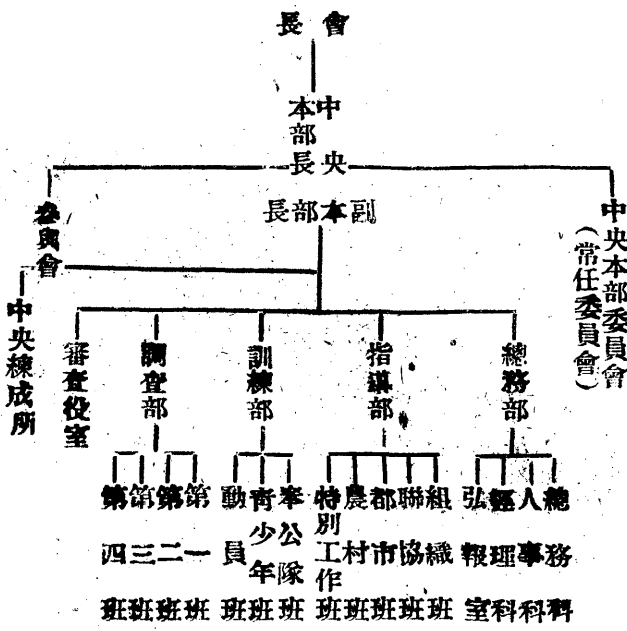 會長
中央本部長
副本部長
中央本部委員會
(常任委員會)
參與會
中央練成所
總務部
指導部
訓練部
調査部
審査役室
總務科
人事科
經理科
弘報室
組織班
聯協班
都市班
農村班
特別工作班
奉公隊班
青少年班
動員班
第一班
第二班
第三班
第四班